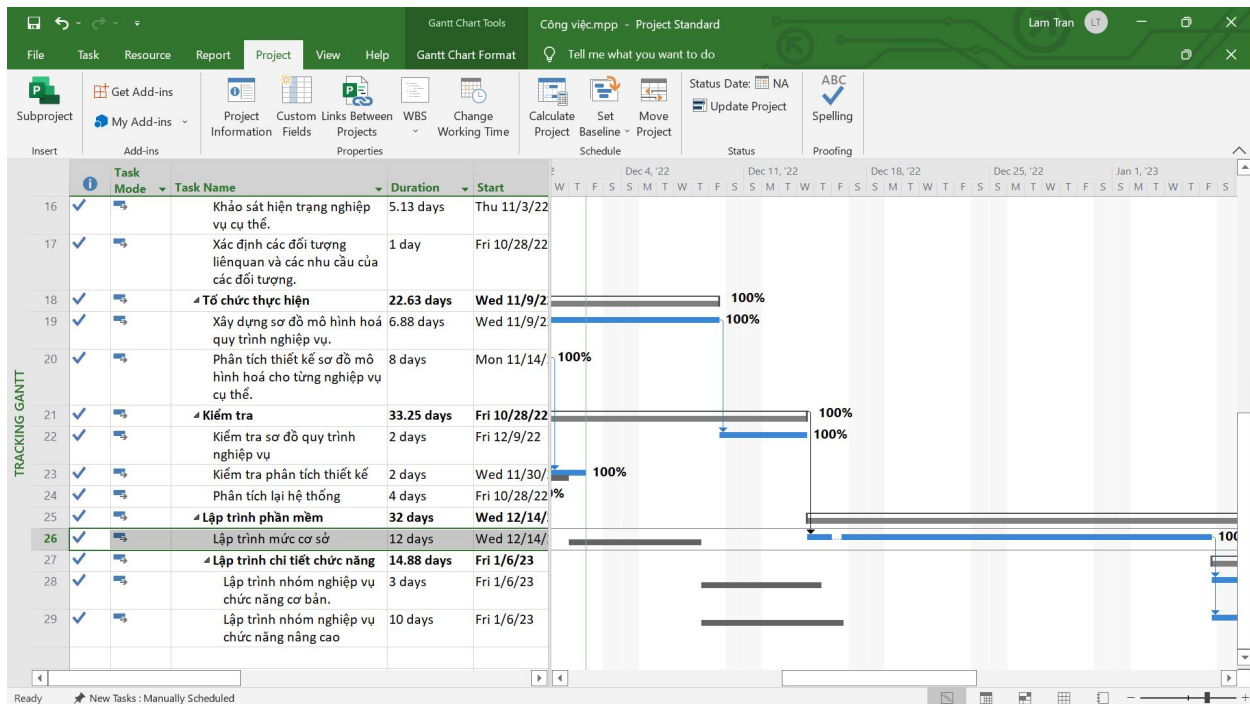 Gantt Chart Tools
Công việc.mpp - Project Standard
Lam Tran
LT
File Task Resource Report Project View Help Gantt Chart Format Tell me what you want to do
Subproject
Get Add-ins
My Add-ins
Project Information
Custom Fields
Links Between Projects
WBS
Change Working Time
Calculate Project
Set Baseline
Move Project
Status Date: NA
Update Project
ABC
Spelling
Insert Add-ins Properties Schedule Status Proofing
Task Mode Task Name Duration Start
2 Dec 4, '22 Dec 11, '22 Dec 18, '22 Dec 25, '22 Jan 1, '23
W T F S S M T W T F S S M T W T F S S M T W T F S S M T W T F S S M T W T F S
16 Khảo sát hiện trạng nghiệp 5.13 days Thu 11/3/22
vụ cụ thể.
17 Xác định các đối tượng 1 day Fri 10/28/22
liênquan và các nhu cầu của
các đối tượng.
18 Tổ chức thực hiện 22.63 days Wed 11/9/2 100%
19 Xây dựng sơ đồ mô hình hoá 6.88 days Wed 11/9/2 100%
quy trình nghiệp vụ.
20 Phân tích thiết kế sơ đồ mô 8 days Mon 11/14/ 100%
hình hoá cho từng nghiệp vụ
cụ thể.
21 Kiểm tra 33.25 days Fri 10/28/22 100%
22 Kiểm tra sơ đồ quy trình 2 days Fri 12/9/22 100%
nghiệp vụ
23 Kiểm tra phân tích thiết kế 2 days Wed 11/30/ 100%
24 Phân tích lại hệ thống 4 days Fri 10/28/22 %
25 Lập trình phần mềm 32 days Wed 12/14/
26 Lập trình mức cơ sở 12 days Wed 12/14/ 100
27 Lập trình chi tiết chức năng 14.88 days Fri 1/6/23
28 Lập trình nhóm nghiệp vụ 3 days Fri 1/6/23
chức năng cơ bản.
29 Lập trình nhóm nghiệp vụ 10 days Fri 1/6/23
chức năng nâng cao
TRACKING GANTT
Ready New Tasks : Manually Scheduled